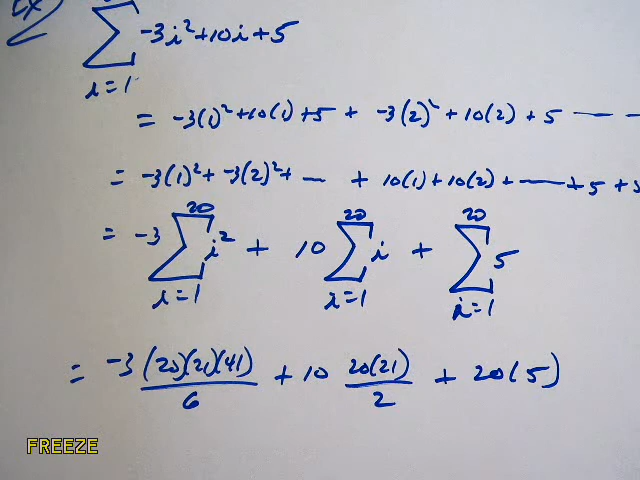 Ex
∑ -3i²+10i+5
i=1
= -3(1)²+10(1)+5 + -3(2)²+10(2)+5 — —
= -3(1)²+ -3(2)²+ — + 10(1)+10(2)+ — +5+5
= -3 20∑i=1 i² + 10 20∑i=1 i + 20∑i=1 5
= -3(20)(21)(41)/6 + 10 20(21)/2 + 20(5)
FREEZE